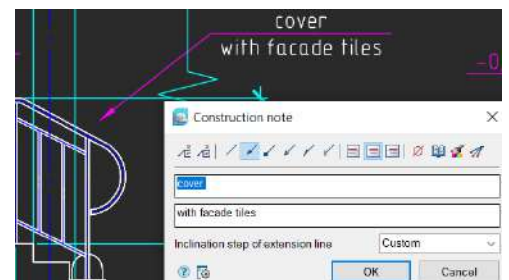 cover
with facade tiles
-0
Construction note
cover
with facade tiles
Inclination step of extension line
Custom
OK
Cancel